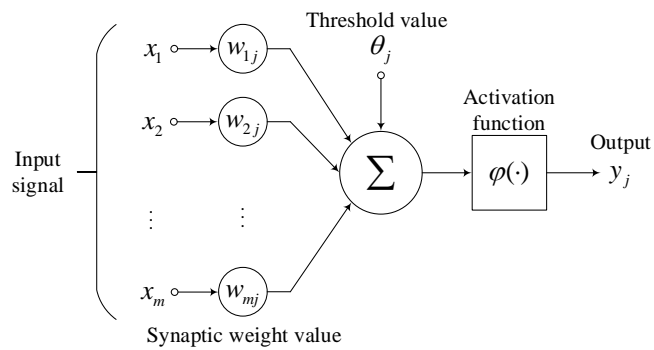 Threshold value
θj
x1 w1j
x2 w2j
Input
signal
Σ
Activation
function
φ(·)
Output
yj
⋮ ⋮
xm wmj
Synaptic weight value